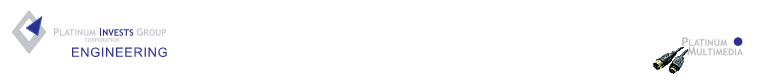 PLATINUM INVESTS GROUP
CORPORATION
ENGINEERING
PLATINUM
MULTIMEDIA